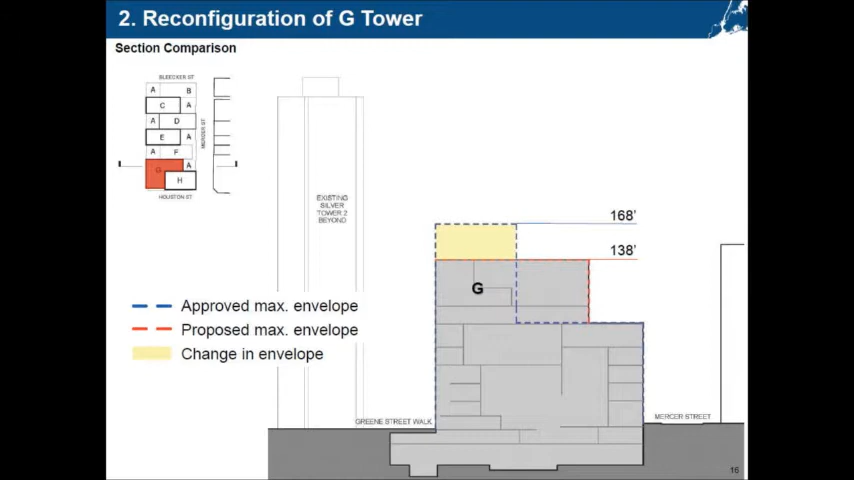 2. Reconfiguration of G Tower
Section Comparison
BLEECKER ST
A B
C A
A D
E A
A F
G A
H
MERCER ST
HOUSTON ST
EXISTING
SILVER
TOWER 2
BEYOND
168'
138'
G
Approved max. envelope
Proposed max. envelope
Change in envelope
GREENE STREET WALK
MERCER STREET
16